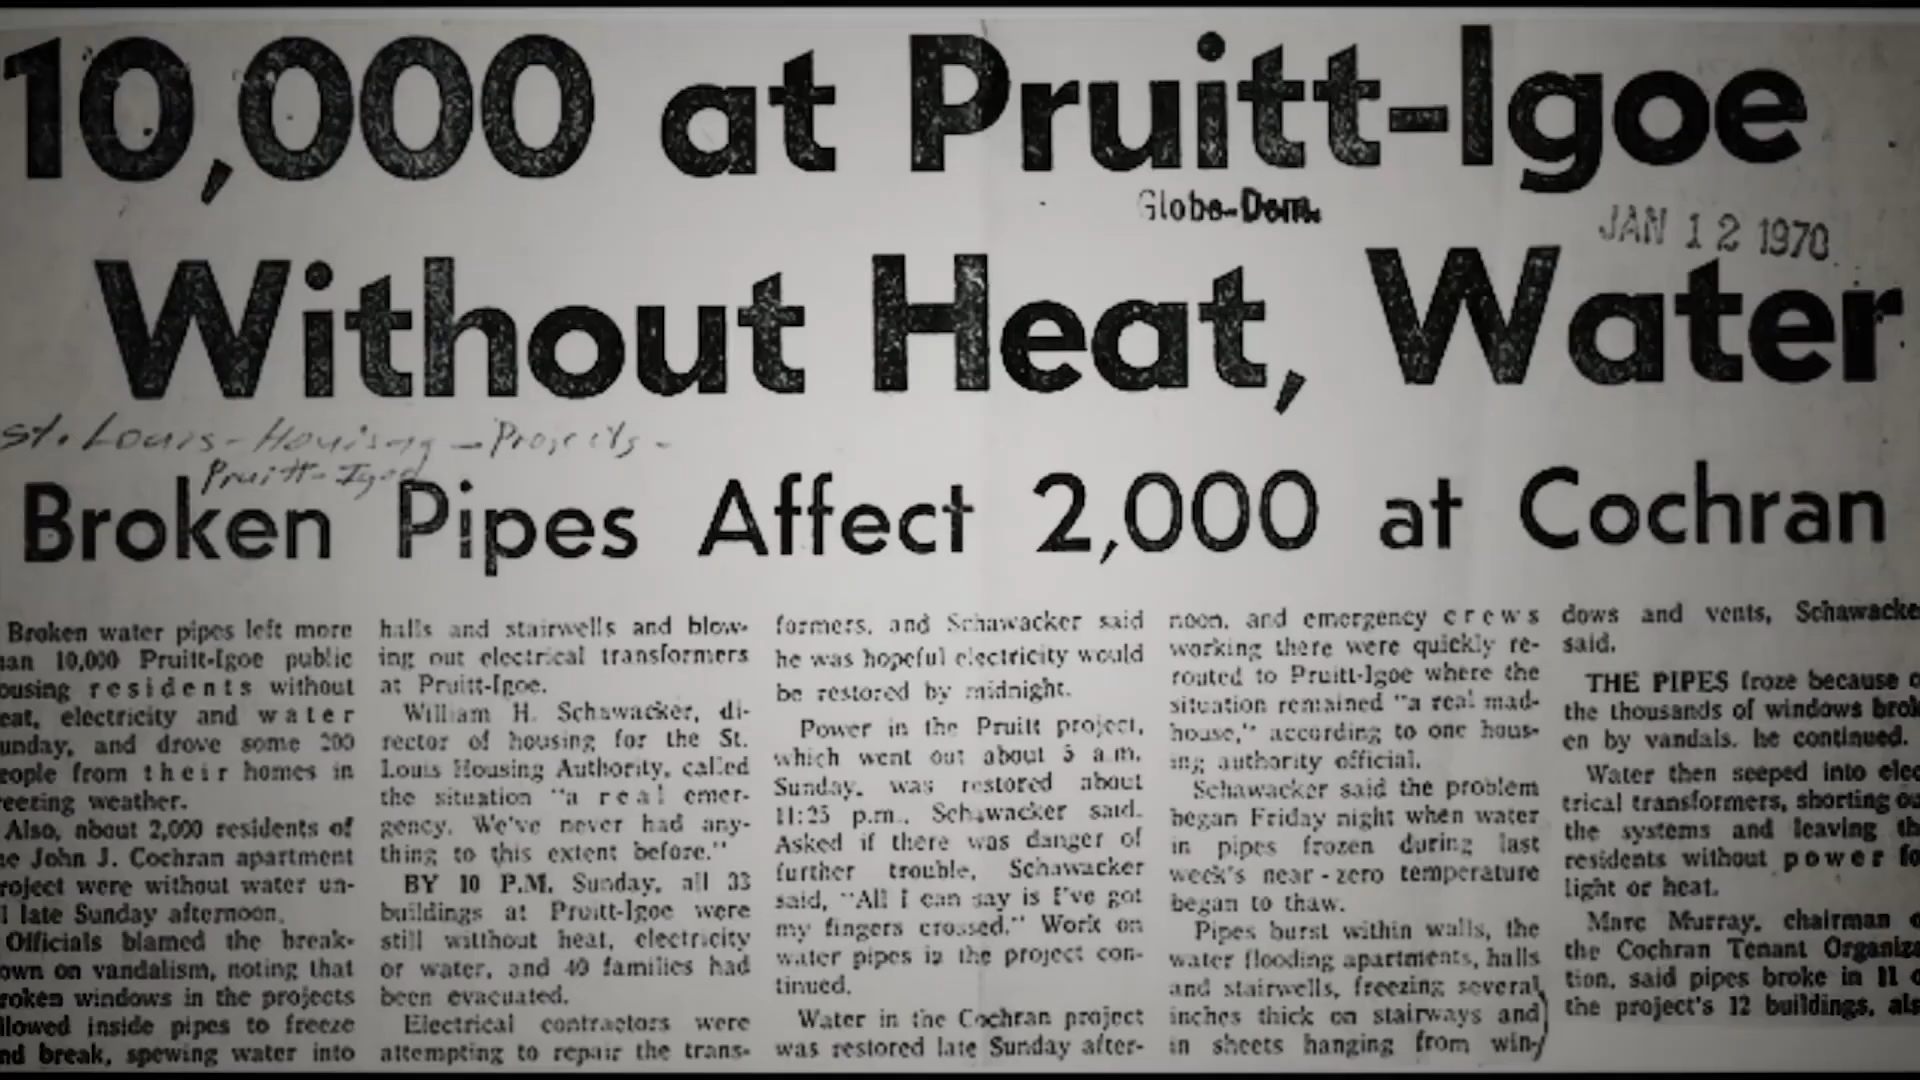 10,000 at Pruitt-Igoe
Globe-Dem.
JAN 12 1970
Without Heat, Water
St. Louis-Housing-Projects-
Pruitt-Igoe
Broken Pipes Affect 2,000 at Cochran
Broken water pipes left more
an 10,000 Pruitt-Igoe public
ousing residents without
eat, electricity and water
unday, and drove some 200
eople from their homes in
reezing weather.
Also, about 2,000 residents of
e John J. Cochran apartment
roject were without water un-
l late Sunday afternoon.
Officials blamed the break-
own on vandalism, noting that
roken windows in the projects
llowed inside pipes to freeze
nd break, spewing water into
halls and stairwells and blow-
ing out electrical transformers
at Pruitt-Igoe.
William H. Schawacker, di-
rector of housing for the St.
Louis Housing Authority, called
the situation "a real emer-
gency. We've never had any-
thing to this extent before."
BY 10 P.M. Sunday, all 33
buildings at Pruitt-Igoe were
still without heat, electricity
or water, and 40 families had
been evacuated.
Electrical contractors were
attempting to repair the trans-
formers, and Schawacker said
he was hopeful electricity would
be restored by midnight.
Power in the Pruitt project,
which went out about 5 a.m.
Sunday, was restored about
11:25 p.m., Schawacker said.
Asked if there was danger of
further trouble, Schawacker
said, "All I can say is I've got
my fingers crossed." Work on
water pipes in the project con-
tinued.
Water in the Cochran project
was restored late Sunday after-
noon, and emergency crews
working there were quickly re-
routed to Pruitt-Igoe where the
situation remained "a real mad-
house," according to one hous-
ing authority official.
Schawacker said the problem
began Friday night when water
in pipes frozen during last
week's near-zero temperature
began to thaw.
Pipes burst within walls, the
water flooding apartments, halls
and stairwells, freezing several
inches thick on stairways and
in sheets hanging from win-
dows and vents, Schawacke
said.
THE PIPES froze because o
the thousands of windows brok
en by vandals, he continued.
Water then seeped into elec
trical transformers, shorting ou
the systems and leaving th
residents without power fo
light or heat.
Marc Murray, chairman o
the Cochran Tenant Organiza
tion, said pipes broke in 11 o
the project's 12 buildings, als